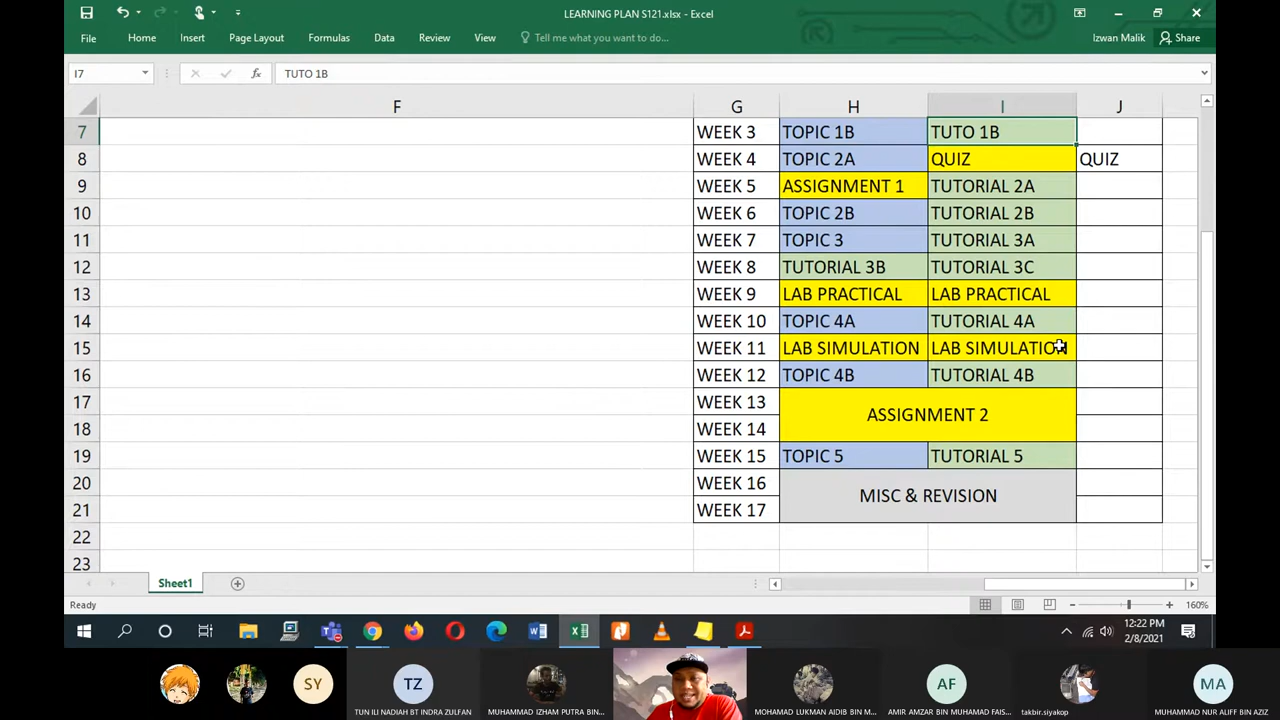 LEARNING PLAN S121.xlsx - Excel
File Home Insert Page Layout Formulas Data Review View Tell me what you want to do... Izwan Malik Share
I7 fx TUTO 1B
F G H I J
7 WEEK 3 TOPIC 1B TUTO 1B
8 WEEK 4 TOPIC 2A QUIZ QUIZ
9 WEEK 5 ASSIGNMENT 1 TUTORIAL 2A
10 WEEK 6 TOPIC 2B TUTORIAL 2B
11 WEEK 7 TOPIC 3 TUTORIAL 3A
12 WEEK 8 TUTORIAL 3B TUTORIAL 3C
13 WEEK 9 LAB PRACTICAL LAB PRACTICAL
14 WEEK 10 TOPIC 4A TUTORIAL 4A
15 WEEK 11 LAB SIMULATION LAB SIMULATION
16 WEEK 12 TOPIC 4B TUTORIAL 4B
17 WEEK 13
ASSIGNMENT 2
18 WEEK 14
19 WEEK 15 TOPIC 5 TUTORIAL 5
20 WEEK 16
MISC & REVISION
21 WEEK 17
22
23
Sheet1
Ready 160%
12:22 PM
2/8/2021
SY TZ AF MA
TUN ILI NADIAH BT INDRA ZULFAN MUHAMMAD IZHAM PUTRA BIN... MOHAMAD LUKMAN AIDIB BIN M... AMIR AMZAR BIN MUHAMAD FAIS... takbir.siyakop MUHAMMAD NUR ALIFF BIN AZIZ